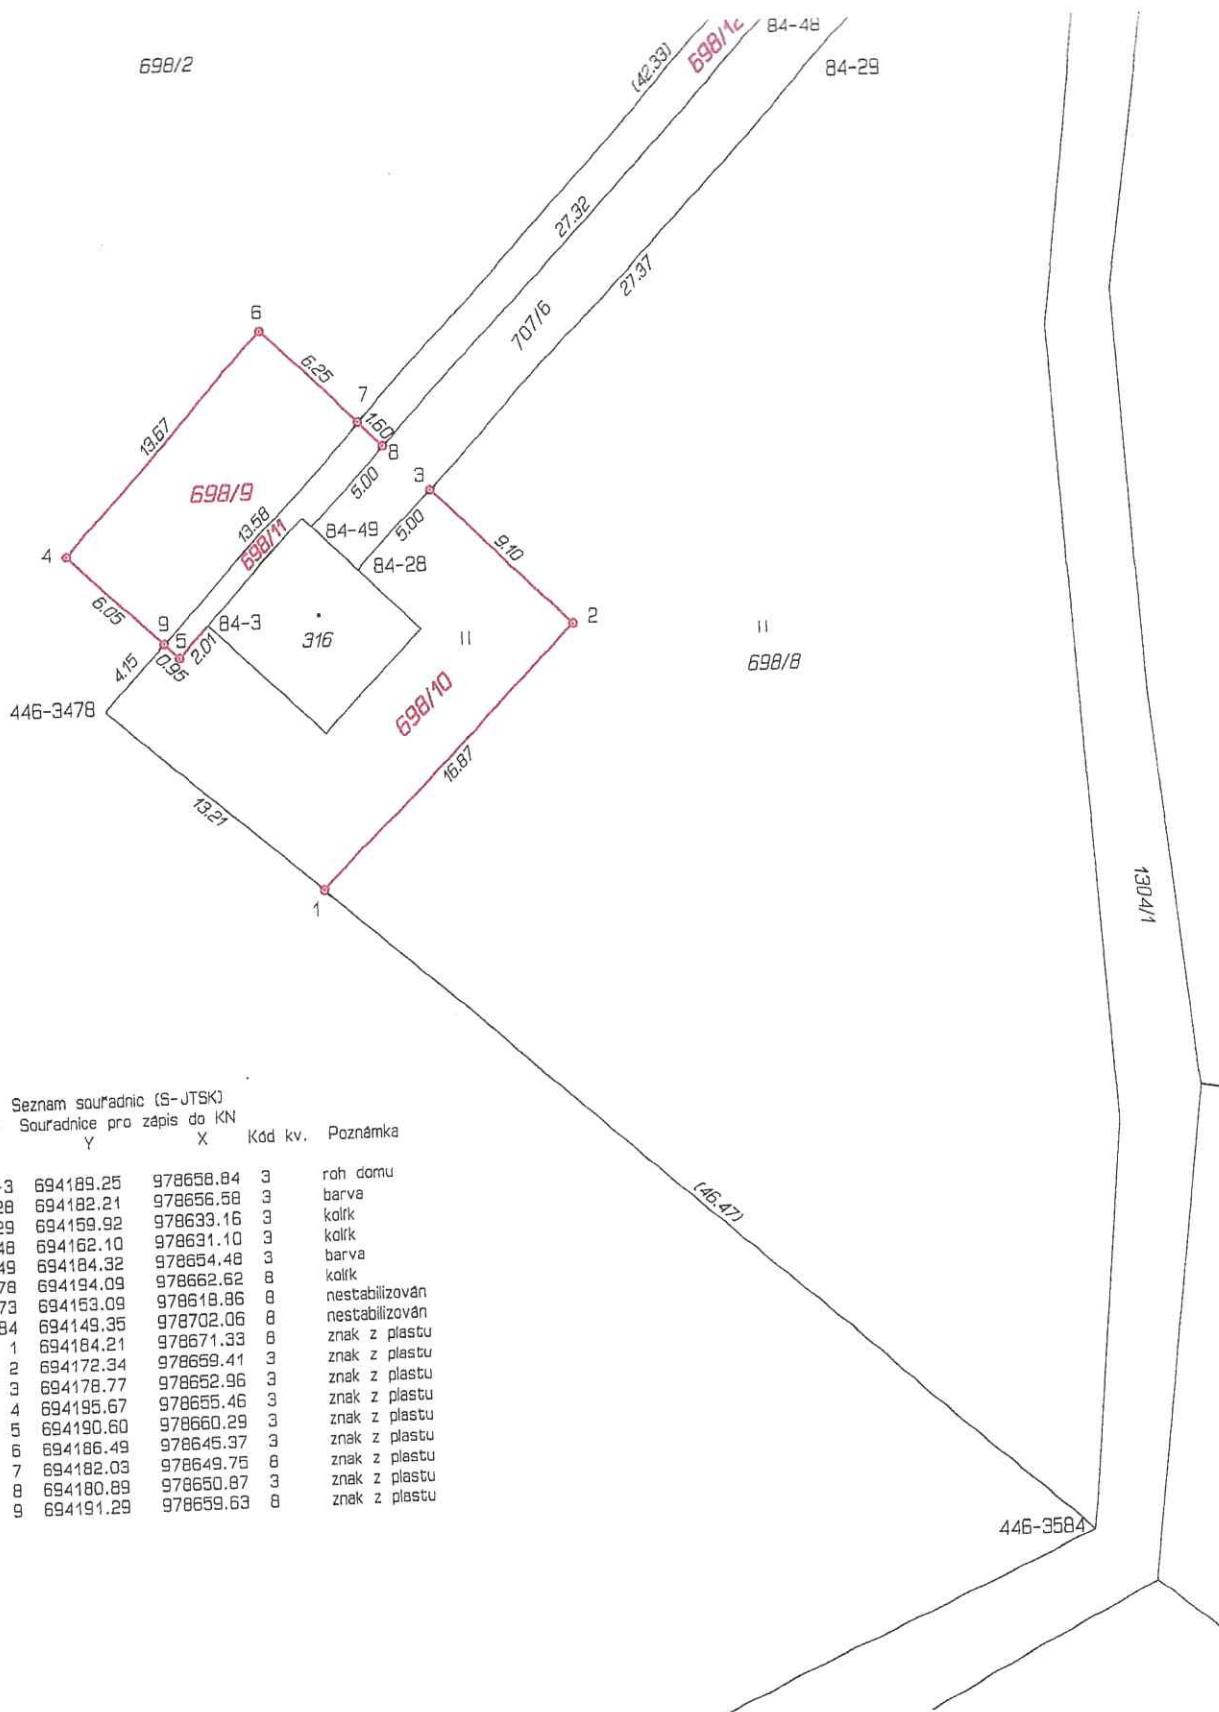 698/2
(42.33)
698/12
84-48
84-29
27.32
27.37
707/6
6
6.25
7
1.60
8
13.67
698/9
5.00
3
13.58
698/11
84-49
5.00
9.10
4
84-28
2
6.05
9
5
84-3
2.01
316
698/8
4.15
0.95
698/10
446-3478
16.87
13.21
1
1304/1
(46.47)
446-3584
Seznam souřadnic (S-JTSK)
Souřadnice pro zápis do KN
Y X Kód kv. Poznámka
-3 694189.25 978658.84 3 roh domu
28 694182.21 978656.58 3 barva
29 694159.92 978633.16 3 kolík
48 694162.10 978631.10 3 kolík
49 694184.32 978654.48 3 barva
78 694194.09 978662.62 8 kolík
73 694153.09 978618.86 8 nestabilizován
84 694149.35 978702.06 8 nestabilizován
1 694184.21 978671.33 8 znak z plastu
2 694172.34 978659.41 3 znak z plastu
3 694178.77 978652.96 3 znak z plastu
4 694195.67 978655.46 3 znak z plastu
5 694190.60 978660.29 3 znak z plastu
6 694186.49 978645.37 3 znak z plastu
7 694182.03 978649.75 8 znak z plastu
8 694180.89 978650.87 3 znak z plastu
9 694191.29 978659.63 8 znak z plastu